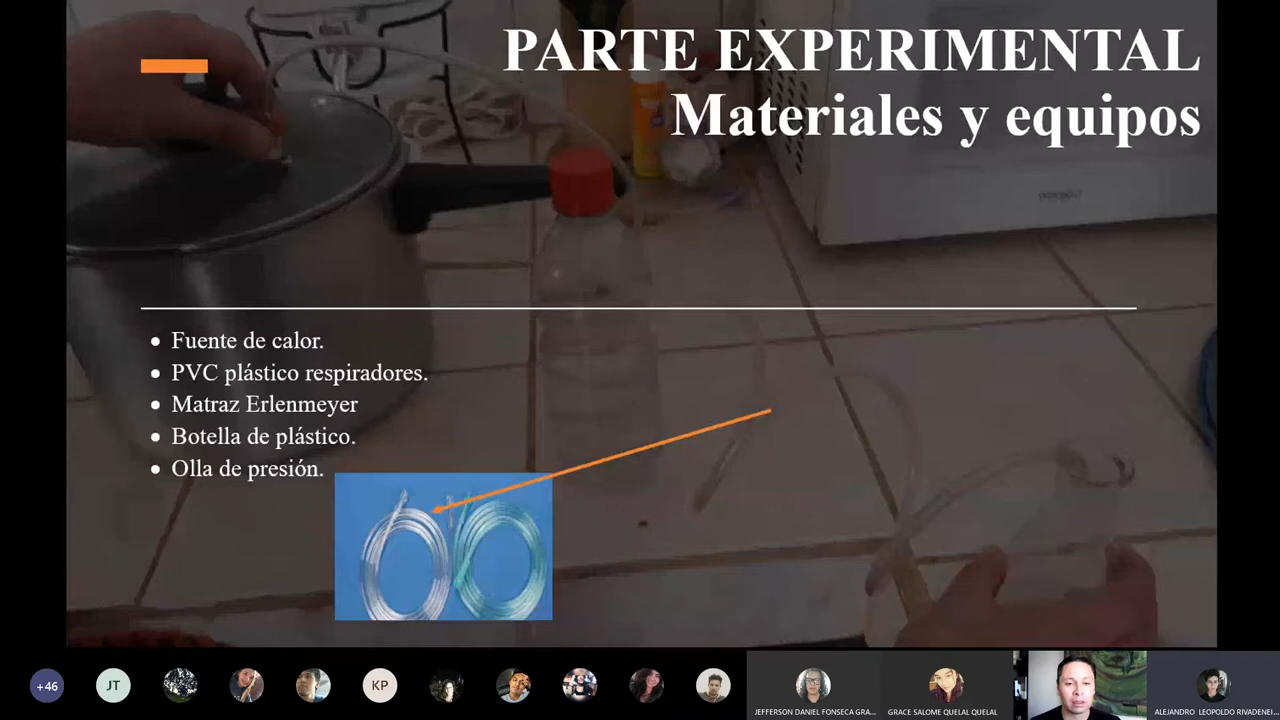 PARTE EXPERIMENTAL
Materiales y equipos
• Fuente de calor.
• PVC plástico respiradores.
• Matraz Erlenmeyer
• Botella de plástico.
• Olla de presión.
+46
JT
KP
JEFFERSON DANIEL FONSECA GRA...
GRACE SALOME QUELAL QUELAL
ALEJANDRO LEOPOLDO RIVADENEI...